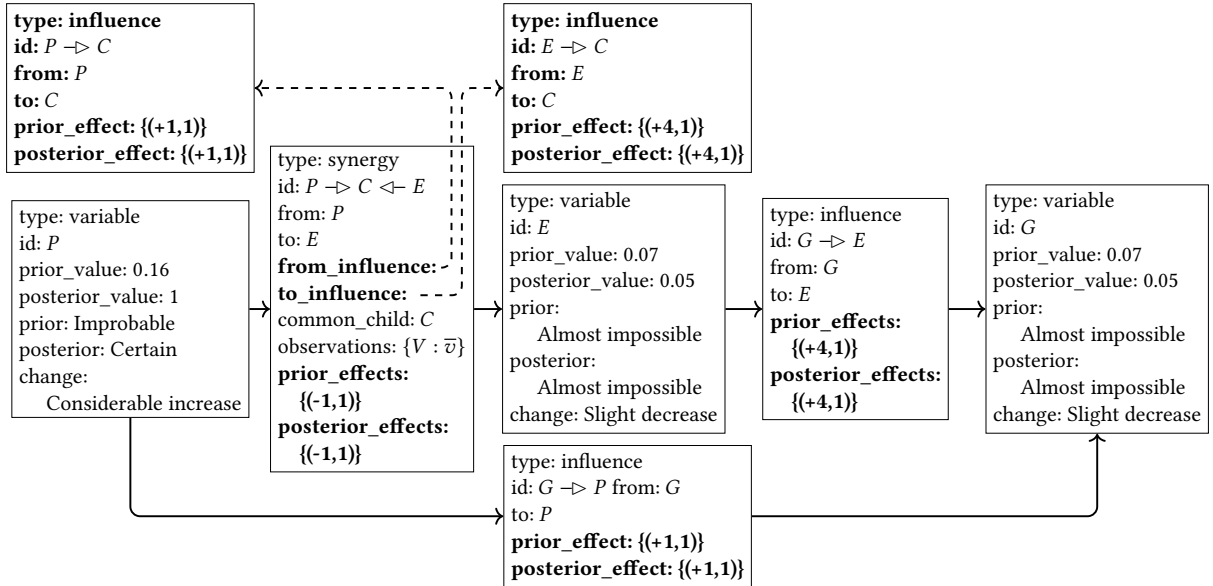 type: influence
id: P −▷ C
from: P
to: C
prior_effect: {(+1,1)}
posterior_effect: {(+1,1)}
type: influence
id: E −▷ C
from: E
to: C
prior_effect: {(+4,1)}
posterior_effect: {(+4,1)}
type: variable
id: P
prior_value: 0.16
posterior_value: 1
prior: Improbable
posterior: Certain
change:
Considerable increase
type: synergy
id: P −▷ C ◁− E
from: P
to: E
from_influence:
to_influence:
common_child: C
observations: {V : v̅}
prior_effects:
{(-1,1)}
posterior_effects:
{(-1,1)}
type: variable
id: E
prior_value: 0.07
posterior_value: 0.05
prior:
Almost impossible
posterior:
Almost impossible
change: Slight decrease
type: influence
id: G −▷ E
from: G
to: E
prior_effects:
{(+4,1)}
posterior_effects:
{(+4,1)}
type: variable
id: G
prior_value: 0.07
posterior_value: 0.05
prior:
Almost impossible
posterior:
Almost impossible
change: Slight decrease
type: influence
id: G −▷ P from: G
to: P
prior_effect: {(+1,1)}
posterior_effect: {(+1,1)}